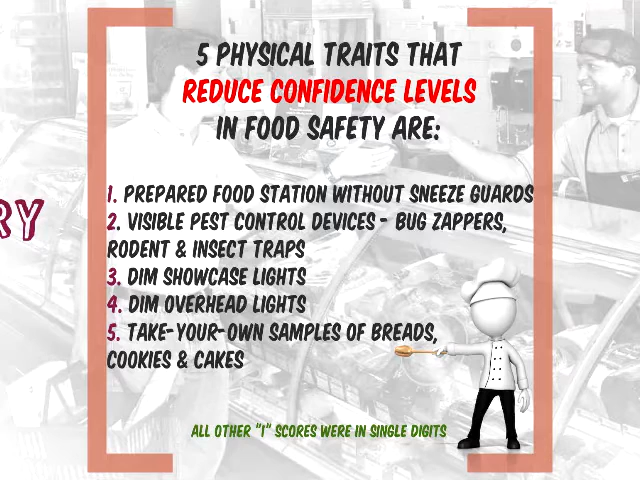 5 PHYSICAL TRAITS THAT
REDUCE CONFIDENCE LEVELS
IN FOOD SAFETY ARE:
1. PREPARED FOOD STATION WITHOUT SNEEZE GUARDS
2. VISIBLE PEST CONTROL DEVICES - BUG ZAPPERS,
RODENT & INSECT TRAPS
RY
3. DIM SHOWCASE LIGHTS
4. DIM OVERHEAD LIGHTS
5. TAKE-YOUR-OWN SAMPLES OF BREADS,
COOKIES & CAKES
ALL OTHER "1" SCORES WERE IN SINGLE DIGITS